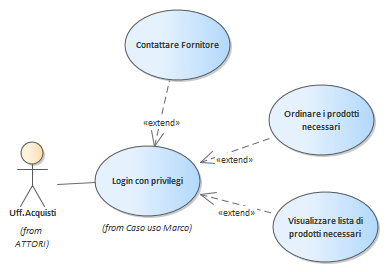 Contattare Fornitore
«extend»
Ordinare i prodotti
necessari
«extend»
Login con privilegi
Uff.Acquisti
(from
ATTORI)
(from Caso uso Marco)
«extend»
Visualizzare lista di
prodotti necessari